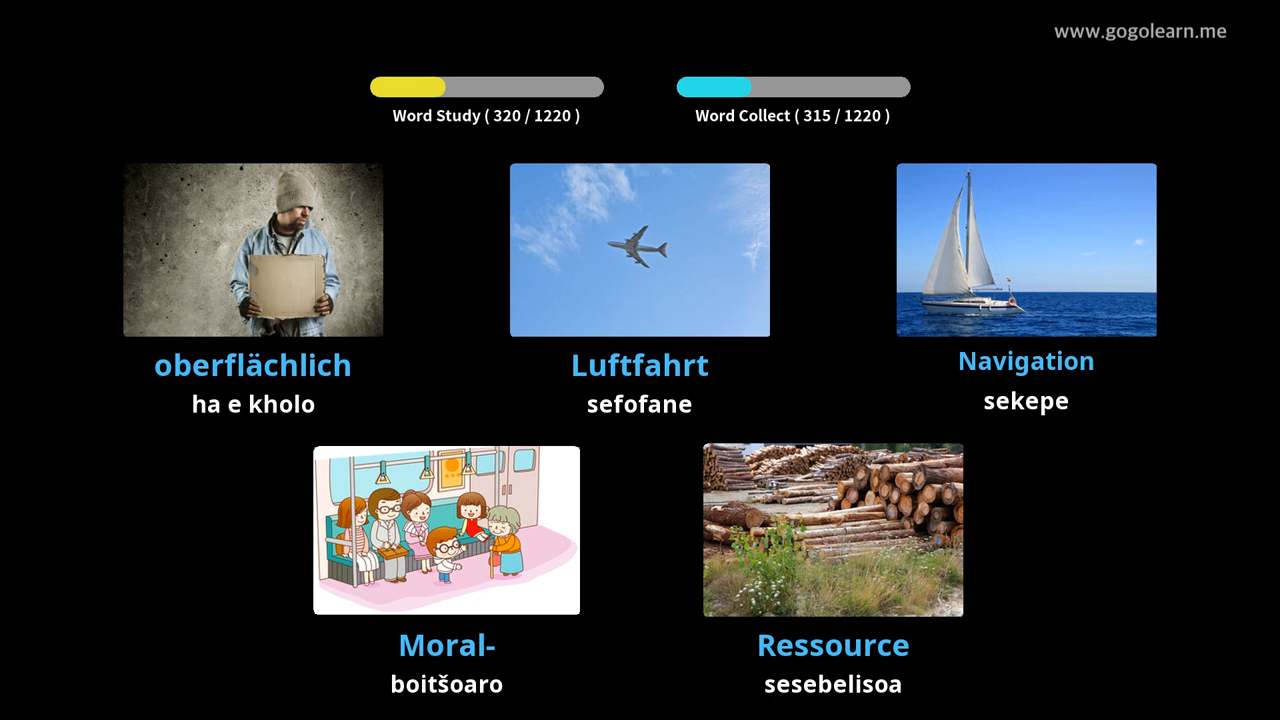 www.gogolearn.me
Word Study ( 320 / 1220 )
Word Collect ( 315 / 1220 )
oberflächlich
ha e kholo
Luftfahrt
sefofane
Navigation
sekepe
Moral-
boitšoaro
Ressource
sesebelisoa